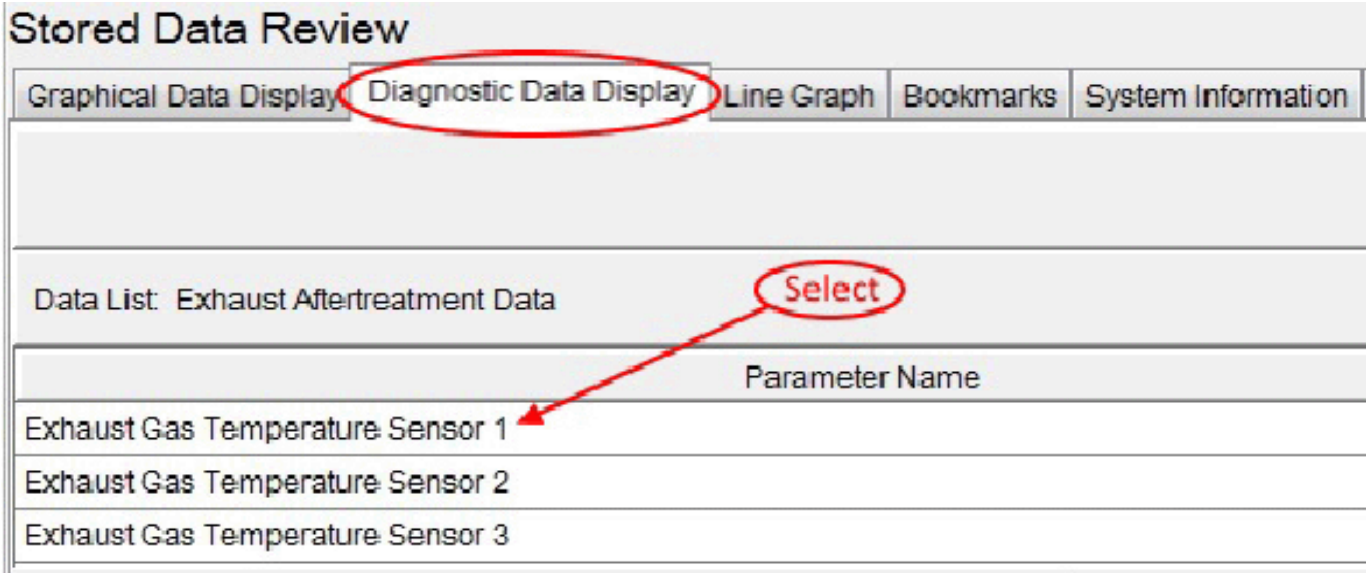 Stored Data Review
Graphical Data Display Diagnostic Data Display Line Graph Bookmarks System Information
Data List: Exhaust Aftertreatment Data
Select
Parameter Name
Exhaust Gas Temperature Sensor 1
Exhaust Gas Temperature Sensor 2
Exhaust Gas Temperature Sensor 3